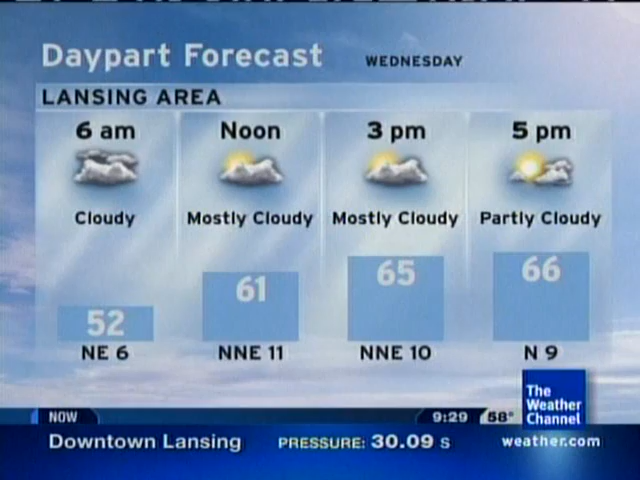 Daypart Forecast WEDNESDAY
LANSING AREA
6 am Noon 3 pm 5 pm
Cloudy Mostly Cloudy Mostly Cloudy Partly Cloudy
52 61 65 66
NE 6 NNE 11 NNE 10 N 9
The
Weather
Channel
NOW 9:29 58°
Downtown Lansing PRESSURE: 30.09 S weather.com